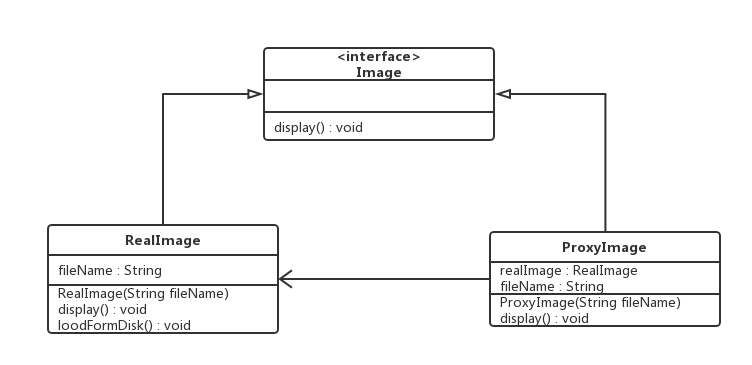 <interface>
Image
display() : void
RealImage
fileName : String
RealImage(String fileName)
display() : void
loodFormDisk() : void
ProxyImage
realImage : RealImage
fileName : String
ProxyImage(String fileName)
display() : void